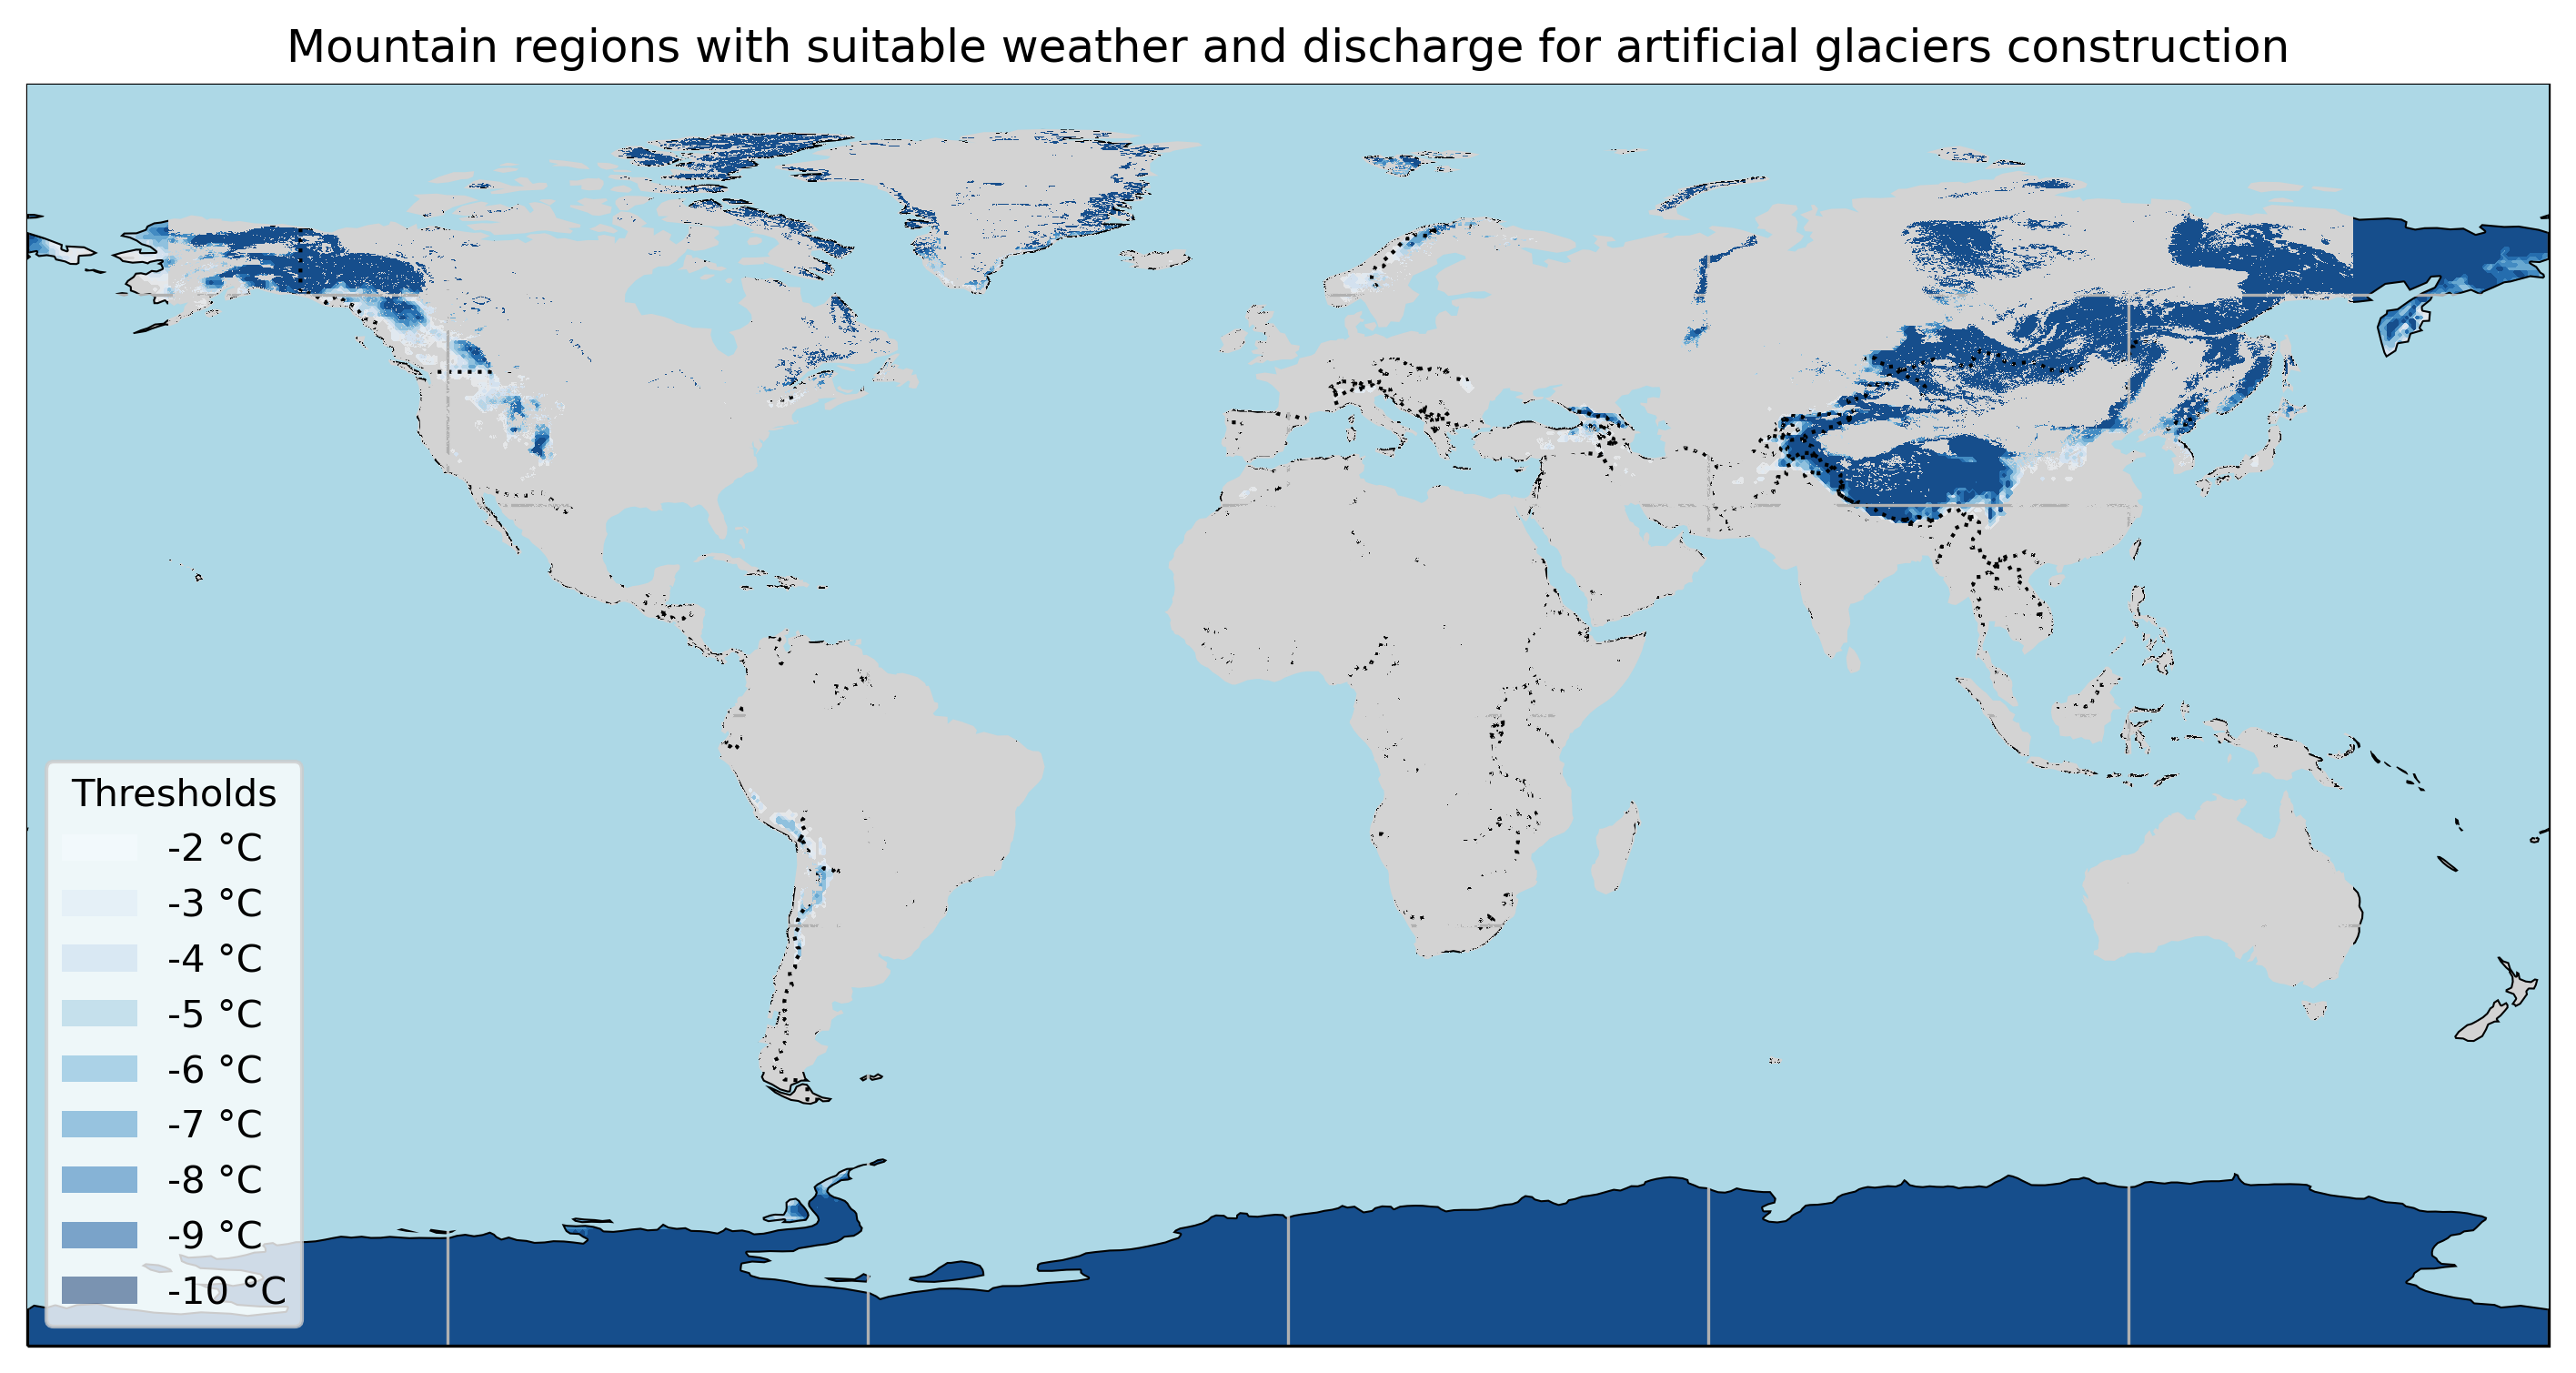 Mountain regions with suitable weather and discharge for artificial glaciers construction
Thresholds
-2 °C
-3 °C
-4 °C
-5 °C
-6 °C
-7 °C
-8 °C
-9 °C
-10 °C